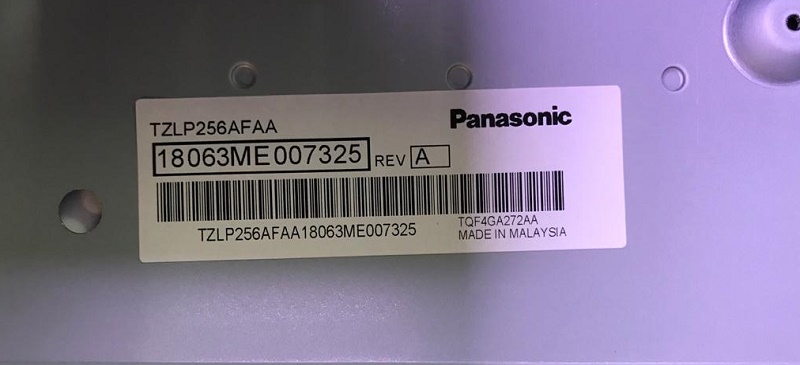 TZLP256AFAA
Panasonic
18063ME007325 REV A
TZLP256AFAA18063ME007325
TQF4GA272AA
MADE IN MALAYSIA